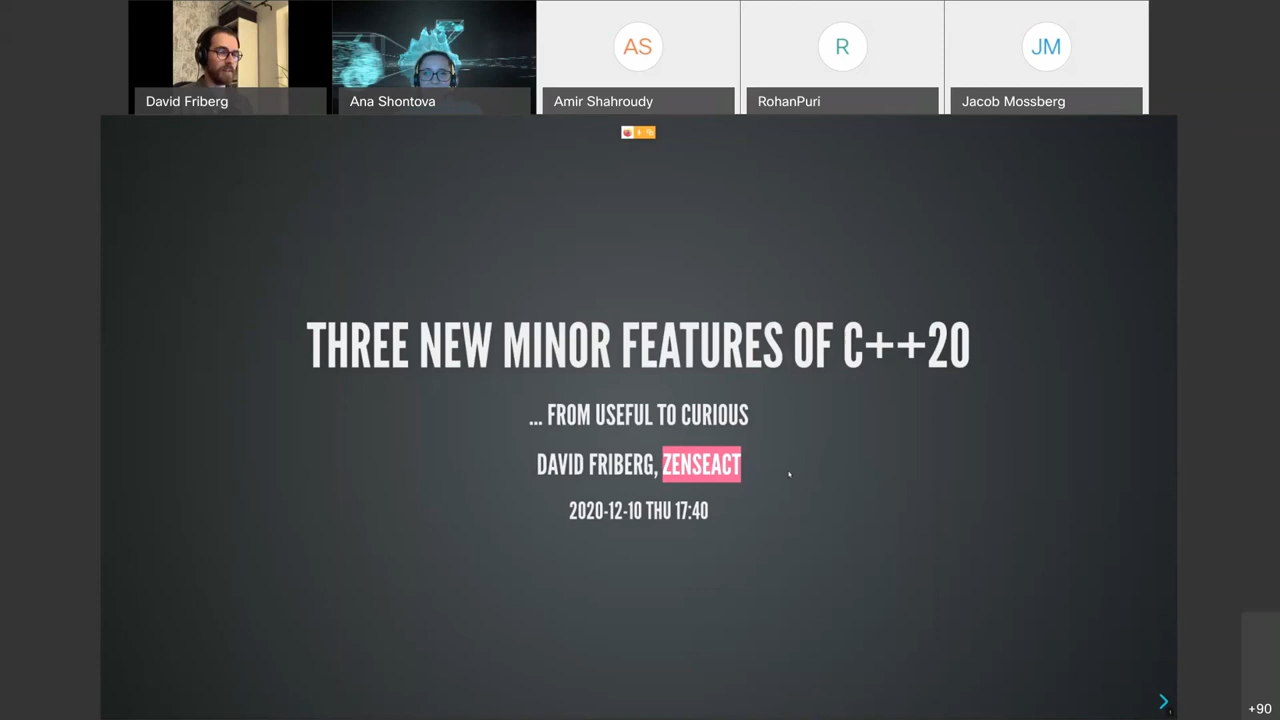 AS
R
JM
David Friberg
Ana Shontova
Amir Shahroudy
RohanPuri
Jacob Mossberg
THREE NEW MINOR FEATURES OF C++20
... FROM USEFUL TO CURIOUS
DAVID FRIBERG, ZENSEACT
2020-12-10 THU 17:40
+90